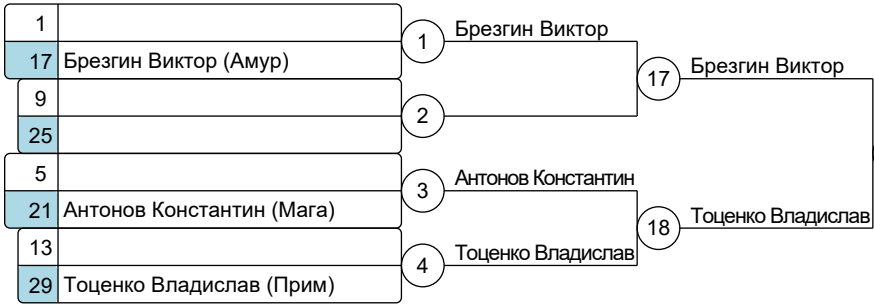 1
1
Брезгин Виктор
17 Брезгин Виктор (Амур)
17
Брезгин Виктор
9
2
25
5
3
Антонов Константин
21 Антонов Константин (Мага)
18
Тоценко Владислав
13
4
Тоценко Владислав
29 Тоценко Владислав (Прим)